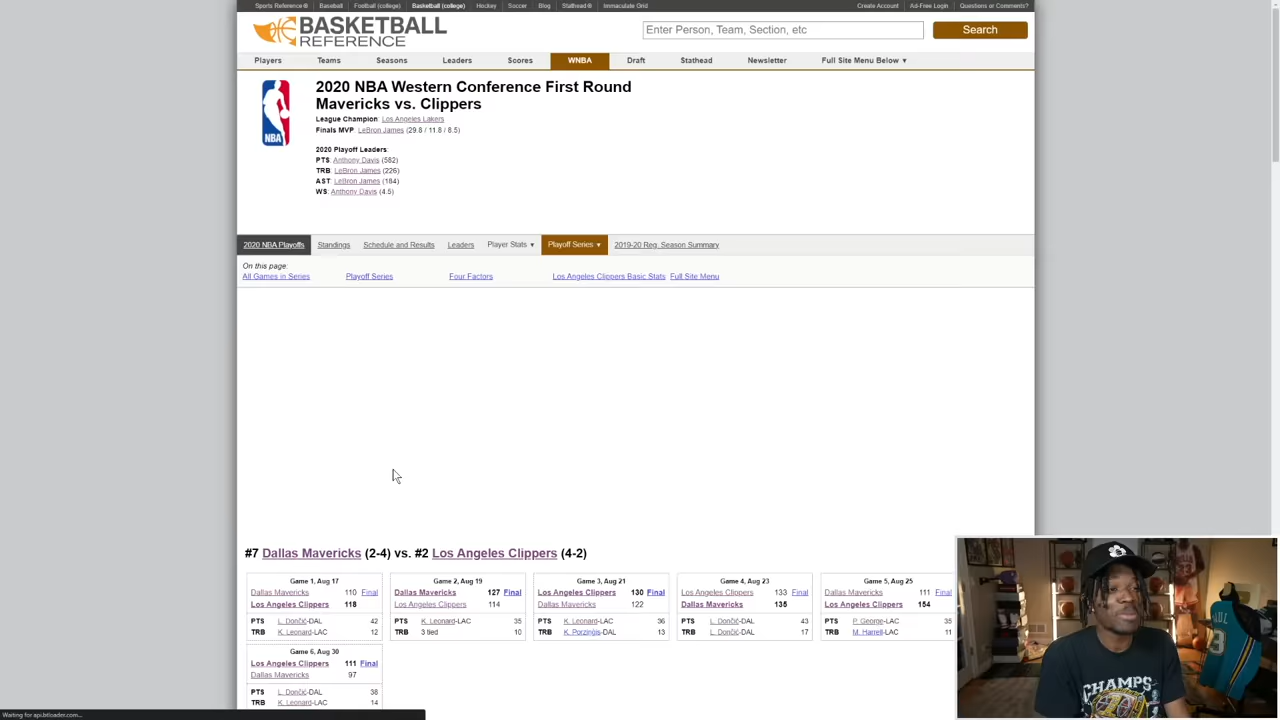 Sports Reference® Baseball Football (college) Basketball (college) Hockey Soccer Blog Stathead® Immaculate Grid Create Account Ad-Free Login Questions or Comments?
BASKETBALL
REFERENCE
Enter Person, Team, Section, etc
Search
Players Teams Seasons Leaders Scores WNBA Draft Stathead Newsletter Full Site Menu Below ▼
2020 NBA Western Conference First Round
Mavericks vs. Clippers
League Champion: Los Angeles Lakers
Finals MVP: LeBron James (29.8 / 11.8 / 8.5)
2020 Playoff Leaders:
PTS: Anthony Davis (582)
TRB: LeBron James (226)
AST: LeBron James (184)
WS: Anthony Davis (4.5)
NBA
2020 NBA Playoffs Standings Schedule and Results Leaders Player Stats ▼ Playoff Series ▼ 2019-20 Reg. Season Summary
On this page:
All Games in Series Playoff Series Four Factors Los Angeles Clippers Basic Stats Full Site Menu
#7 Dallas Mavericks (2-4) vs. #2 Los Angeles Clippers (4-2)
Game 1, Aug 17
Dallas Mavericks 110 Final
Los Angeles Clippers 118
PTS L. Dončić-DAL 42
TRB K. Leonard-LAC 12
Game 2, Aug 19
Dallas Mavericks 127 Final
Los Angeles Clippers 114
PTS K. Leonard-LAC 35
TRB 3 tied 10
Game 3, Aug 21
Los Angeles Clippers 130 Final
Dallas Mavericks 122
PTS K. Leonard-LAC 36
TRB K. Porziņģis-DAL 13
Game 4, Aug 23
Los Angeles Clippers 133 Final
Dallas Mavericks 135
PTS L. Dončić-DAL 43
TRB L. Dončić-DAL 17
Game 5, Aug 25
Dallas Mavericks 111 Final
Los Angeles Clippers 154
PTS P. George-LAC 35
TRB M. Harrell-LAC 11
Game 6, Aug 30
Los Angeles Clippers 111 Final
Dallas Mavericks 97
PTS L. Dončić-DAL 38
TRB K. Leonard-LAC 14
CHAMPS
Waiting for api.btloader.com...